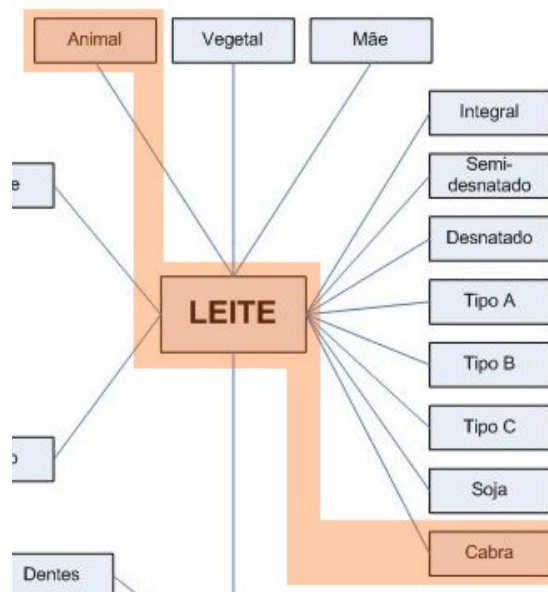 Animal
Vegetal
Mãe
Integral
Semi-
desnatado
Desnatado
LEITE
Tipo A
Tipo B
Tipo C
Soja
Cabra
Dentes